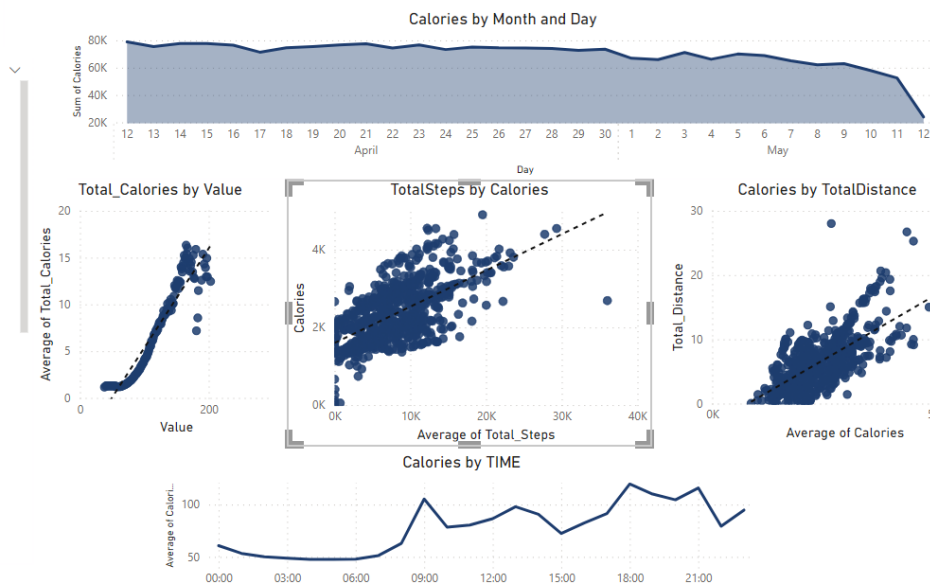 Calories by Month and Day
Sum of Calories
80K
60K
40K
20K
12 13 14 15 16 17 18 19 20 21 22 23 24 25 26 27 28 29 30 1 2 3 4 5 6 7 8 9 10 11 12
April May
Day
Total_Calories by Value
Average of Total_Calories
20
15
10
5
0
0 200
Value
TotalSteps by Calories
Calories
4K
2K
0K
0K 10K 20K 30K 40K
Average of Total_Steps
Calories by TotalDistance
Total_Distance
30
20
10
0
0K 5
Average of Calories
Calories by TIME
Average of Calori...
100
50
00:00 03:00 06:00 09:00 12:00 15:00 18:00 21:00